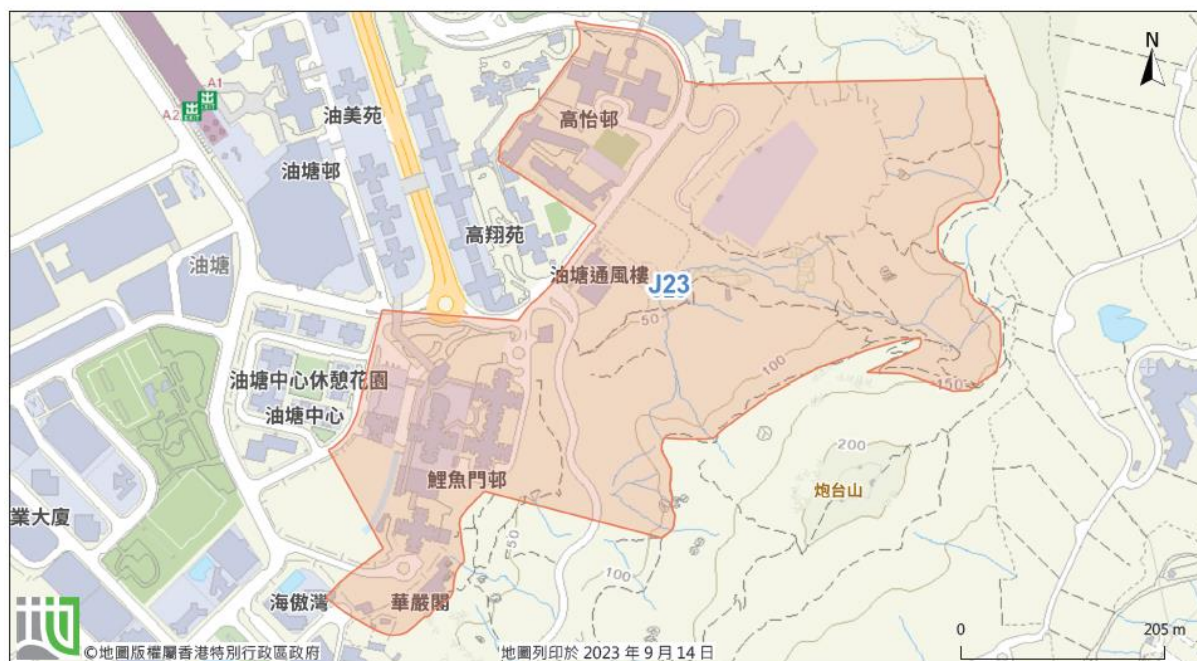 N
A1
A2
EXIT
EXIT
油美苑
高怡邨
油塘邨
高翔苑
油塘
油塘通風樓
J23
50
100
150
油塘中心休憩花園
油塘中心
200
鯉魚門邨
炮台山
業大廈
50
100
海傲灣
華嚴閣
0
205 m
©地圖版權屬香港特別行政區政府
地圖列印於 2023 年 9 月 14 日